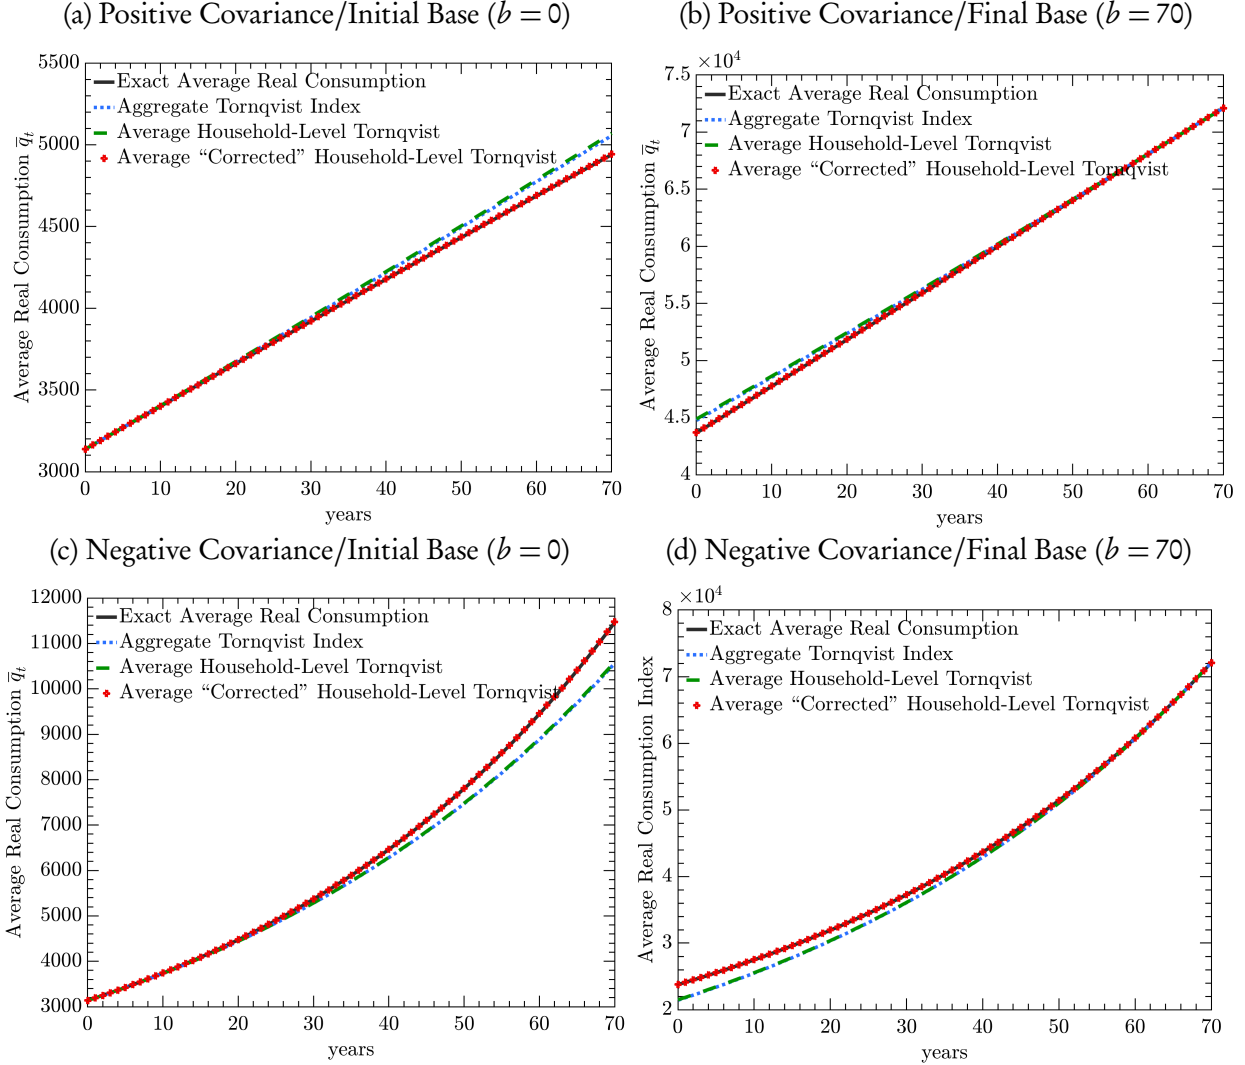 (a) Positive Covariance/Initial Base (b = 0)
5500
5000
4500
4000
3500
3000
Average Real Consumption q̅_t
Exact Average Real Consumption
Aggregate Tornqvist Index
Average Household-Level Tornqvist
Average “Corrected” Household-Level Tornqvist
0 10 20 30 40 50 60 70
years
(b) Positive Covariance/Final Base (b = 70)
×10⁴
7.5
7
6.5
6
5.5
5
4.5
4
Average Real Consumption q̅_t
Exact Average Real Consumption
Aggregate Tornqvist Index
Average Household-Level Tornqvist
Average “Corrected” Household-Level Tornqvist
0 10 20 30 40 50 60 70
years
(c) Negative Covariance/Initial Base (b = 0)
12000
11000
10000
9000
8000
7000
6000
5000
4000
3000
Average Real Consumption q̅_t
Exact Average Real Consumption
Aggregate Tornqvist Index
Average Household-Level Tornqvist
Average “Corrected” Household-Level Tornqvist
0 10 20 30 40 50 60 70
years
(d) Negative Covariance/Final Base (b = 70)
×10⁴
8
7
6
5
4
3
2
Average Real Consumption Index
Exact Average Real Consumption
Aggregate Tornqvist Index
Average Household-Level Tornqvist
Average “Corrected” Household-Level Tornqvist
0 10 20 30 40 50 60 70
years